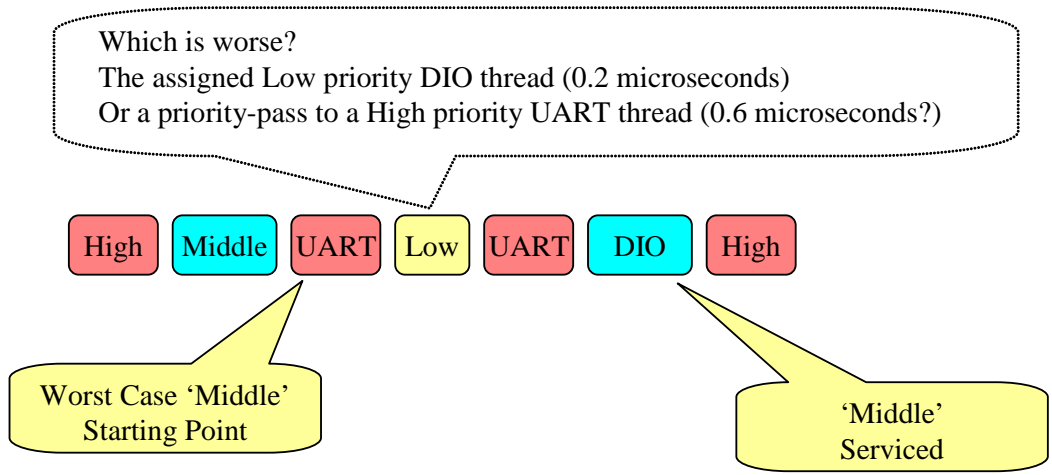 Which is worse?
The assigned Low priority DIO thread (0.2 microseconds)
Or a priority-pass to a High priority UART thread (0.6 microseconds?)
High Middle UART Low UART DIO High
Worst Case ‘Middle’
Starting Point
‘Middle’
Serviced